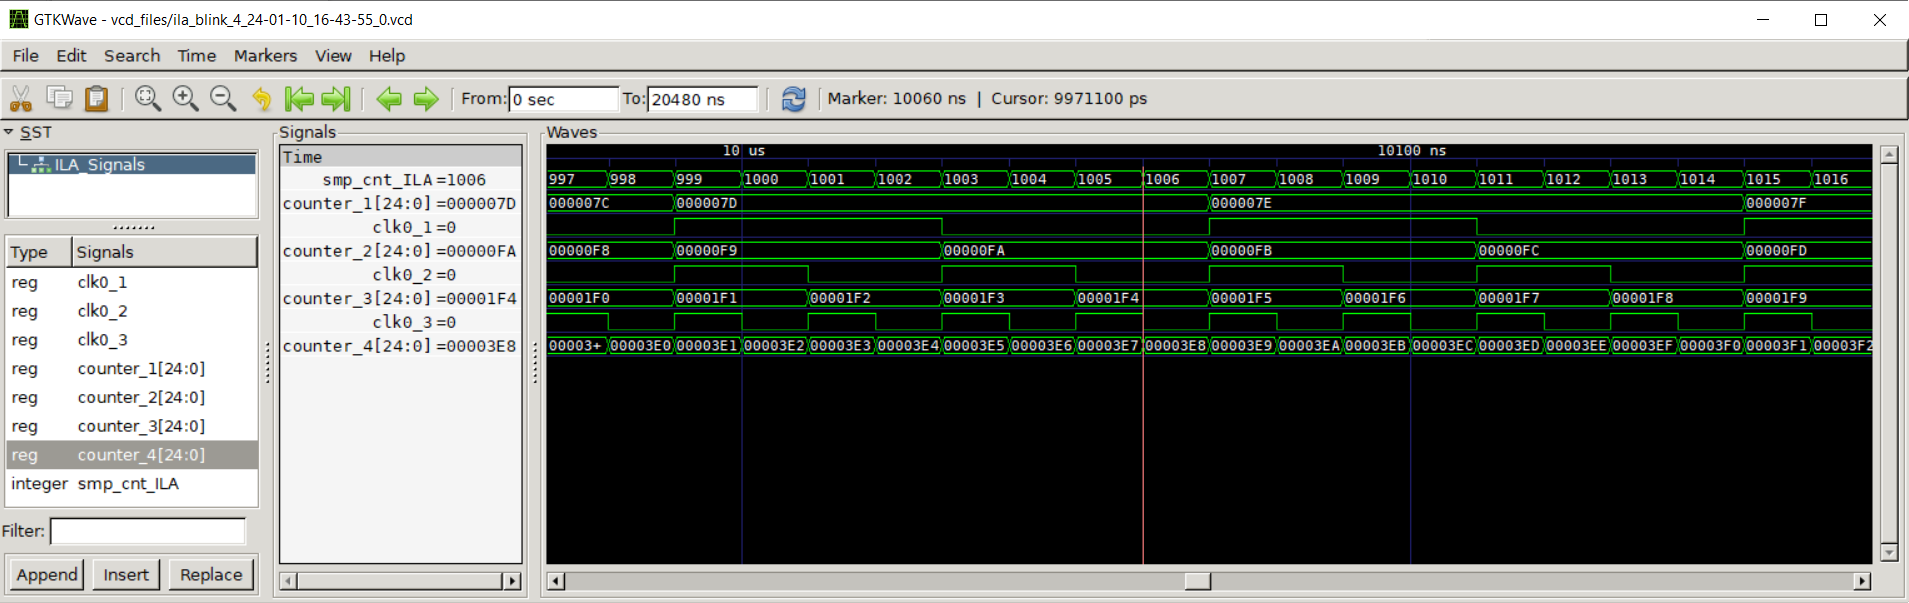 GTKWave - vcd_files/ila_blink_4_24-01-10_16-43-55_0.vcd
File Edit Search Time Markers View Help
From: 0 sec To: 20480 ns Marker: 10060 ns | Cursor: 9971100 ps
SST
ILA_Signals
Type Signals
reg clk0_1
reg clk0_2
reg clk0_3
reg counter_1[24:0]
reg counter_2[24:0]
reg counter_3[24:0]
reg counter_4[24:0]
integer smp_cnt_ILA
Filter:
Append Insert Replace
Signals
Time
smp_cnt_ILA=1006
counter_1[24:0]=000007D
clk0_1=0
counter_2[24:0]=00000FA
clk0_2=0
counter_3[24:0]=00001F4
clk0_3=0
counter_4[24:0]=00003E8
Waves
10 us 10100 ns
997 998 999 1000 1001 1002 1003 1004 1005 1006 1007 1008 1009 1010 1011 1012 1013 1014 1015 1016
000007C 000007D 000007E 000007F
00000F8 00000F9 00000FA 00000FB 00000FC 00000FD
00001F0 00001F1 00001F2 00001F3 00001F4 00001F5 00001F6 00001F7 00001F8 00001F9
00003+ 00003E0 00003E1 00003E2 00003E3 00003E4 00003E5 00003E6 00003E7 00003E8 00003E9 00003EA 00003EB 00003EC 00003ED 00003EE 00003EF 00003F0 00003F1 00003F2